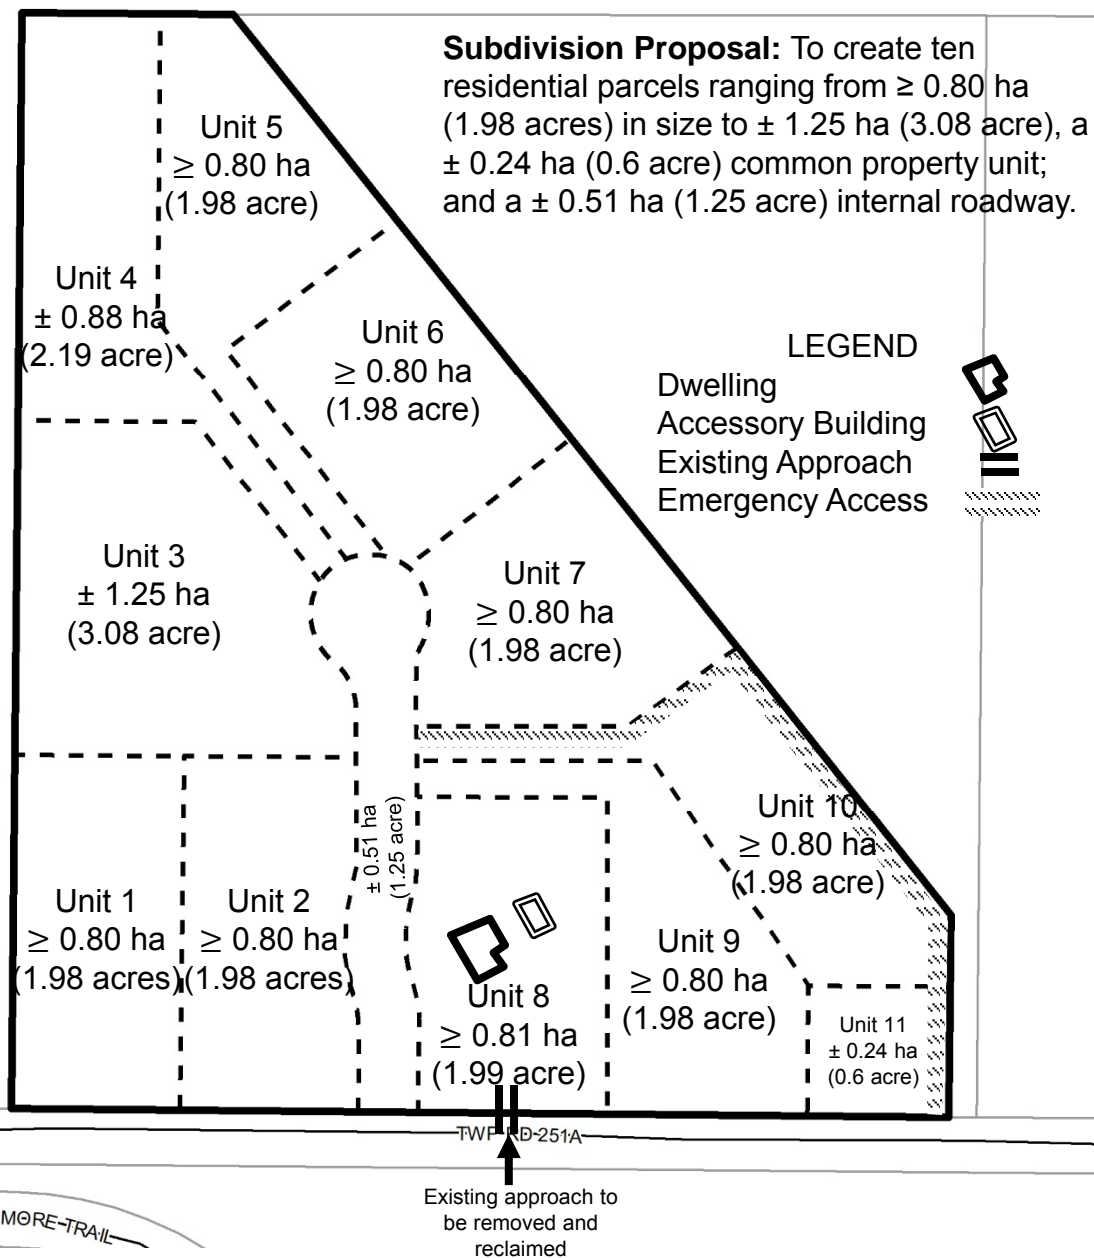 Subdivision Proposal: To create ten
residential parcels ranging from ≥ 0.80 ha
(1.98 acres) in size to ± 1.25 ha (3.08 acre), a
± 0.24 ha (0.6 acre) common property unit;
and a ± 0.51 ha (1.25 acre) internal roadway.
Unit 5
≥ 0.80 ha
(1.98 acre)
Unit 4
± 0.88 ha
(2.19 acre)
Unit 6
≥ 0.80 ha
(1.98 acre)
LEGEND
Dwelling
Accessory Building
Existing Approach
Emergency Access
Unit 3
± 1.25 ha
(3.08 acre)
Unit 7
≥ 0.80 ha
(1.98 acre)
± 0.51 ha
(1.25 acre)
Unit 10
≥ 0.80 ha
(1.98 acre)
Unit 1
≥ 0.80 ha
(1.98 acres)
Unit 2
≥ 0.80 ha
(1.98 acres)
Unit 8
≥ 0.81 ha
(1.99 acre)
Unit 9
≥ 0.80 ha
(1.98 acre)
Unit 11
± 0.24 ha
(0.6 acre)
TWP RD 251A
Existing approach to
be removed and
reclaimed
MORE TRAIL